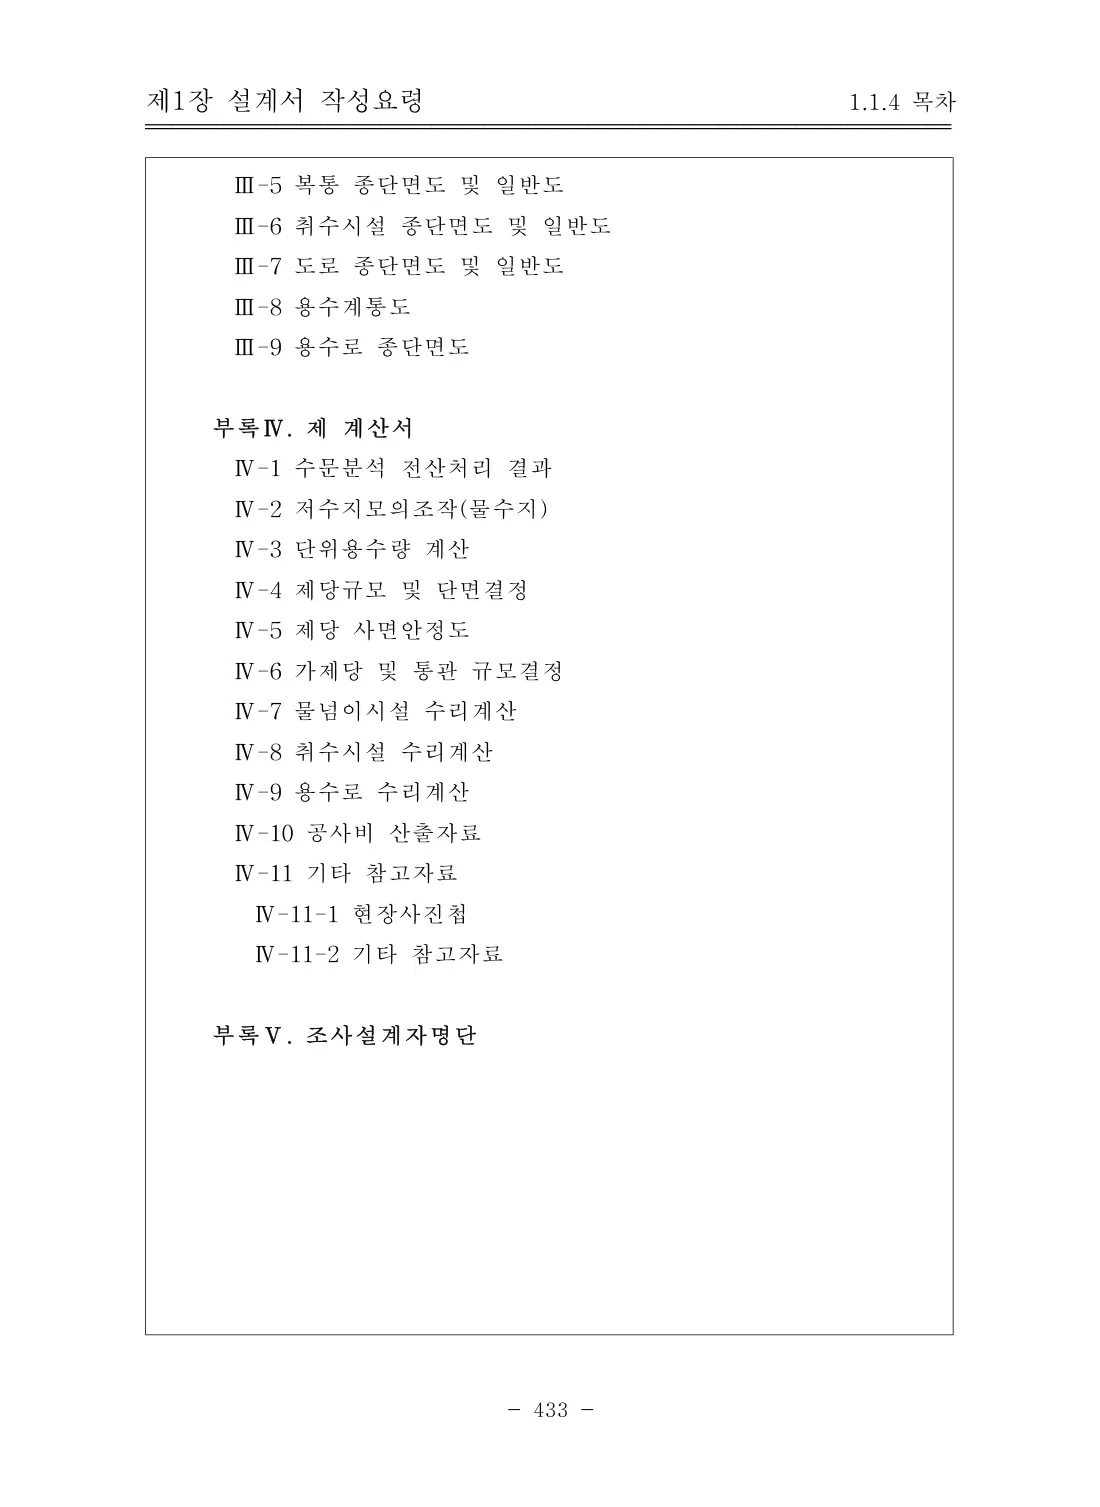 제1장 설계서 작성요령
1.1.4 목차
Ⅲ-5 복통 종단면도 및 일반도
Ⅲ-6 취수시설 종단면도 및 일반도
Ⅲ-7 도로 종단면도 및 일반도
Ⅲ-8 용수계통도
Ⅲ-9 용수로 종단면도
부록Ⅳ. 제 계산서
Ⅳ-1 수문분석 전산처리 결과
Ⅳ-2 저수지모의조작(물수지)
Ⅳ-3 단위용수량 계산
Ⅳ-4 제당규모 및 단면결정
Ⅳ-5 제당 사면안정도
Ⅳ-6 가제당 및 통관 규모결정
Ⅳ-7 물넘이시설 수리계산
Ⅳ-8 취수시설 수리계산
Ⅳ-9 용수로 수리계산
Ⅳ-10 공사비 산출자료
Ⅳ-11 기타 참고자료
Ⅳ-11-1 현장사진첩
Ⅳ-11-2 기타 참고자료
부록Ⅴ. 조사설계자명단
- 433 -